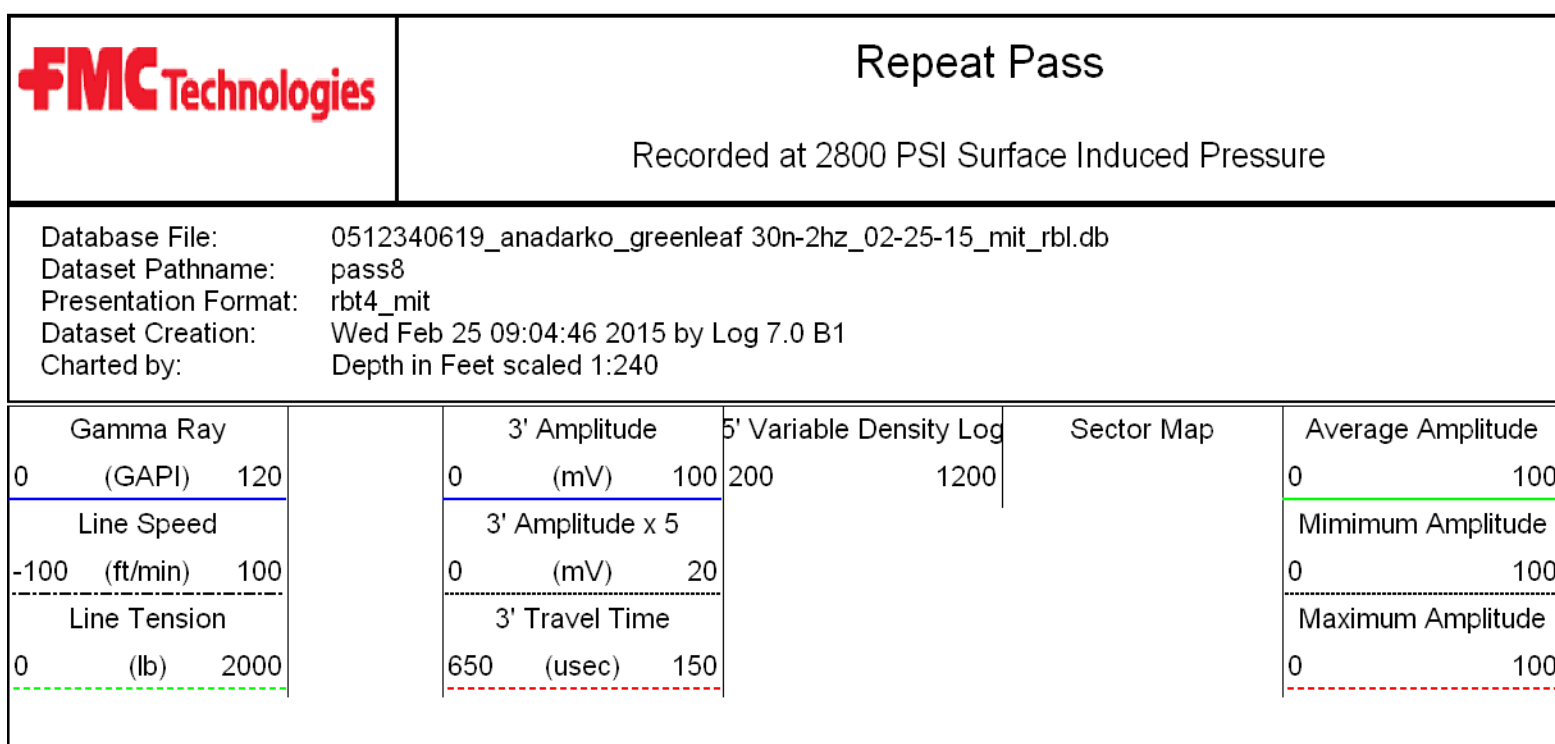 FMC Technologies
Repeat Pass
Recorded at 2800 PSI Surface Induced Pressure
Database File: 0512340619_anadarko_greenleaf 30n-2hz_02-25-15_mit_rbl.db
Dataset Pathname: pass8
Presentation Format: rbt4_mit
Dataset Creation: Wed Feb 25 09:04:46 2015 by Log 7.0 B1
Charted by: Depth in Feet scaled 1:240
Gamma Ray
0 (GAPI) 120
Line Speed
-100 (ft/min) 100
Line Tension
0 (lb) 2000
3' Amplitude
0 (mV) 100
3' Amplitude x 5
0 (mV) 20
3' Travel Time
650 (usec) 150
5' Variable Density Log
200 1200
Sector Map
Average Amplitude
0 100
Mimimum Amplitude
0 100
Maximum Amplitude
0 100